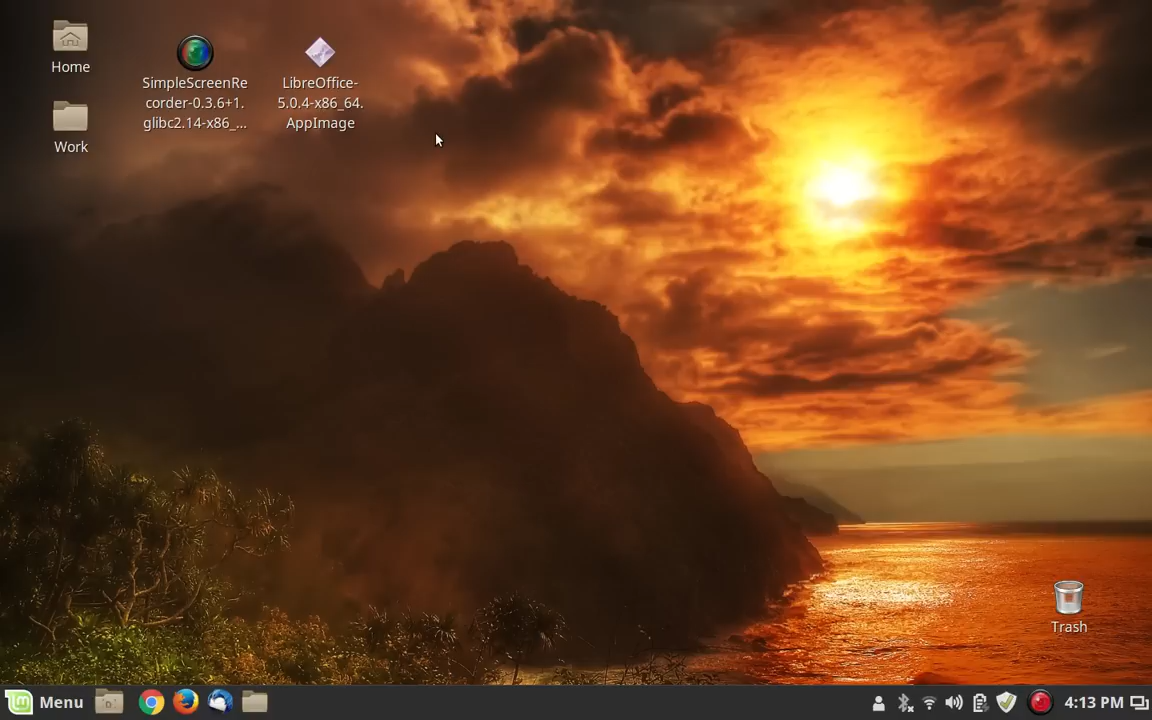 Home
SimpleScreenRe
corder-0.3.6+1.
glibc2.14-x86_...
LibreOffice-
5.0.4-x86_64.
AppImage
Work
Trash
Menu
4:13 PM